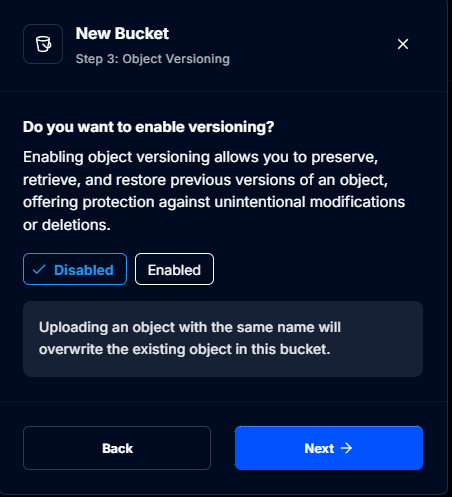 New Bucket
Step 3: Object Versioning
Do you want to enable versioning?
Enabling object versioning allows you to preserve,
retrieve, and restore previous versions of an object,
offering protection against unintentional modifications
or deletions.
Disabled
Enabled
Uploading an object with the same name will
overwrite the existing object in this bucket.
Back
Next